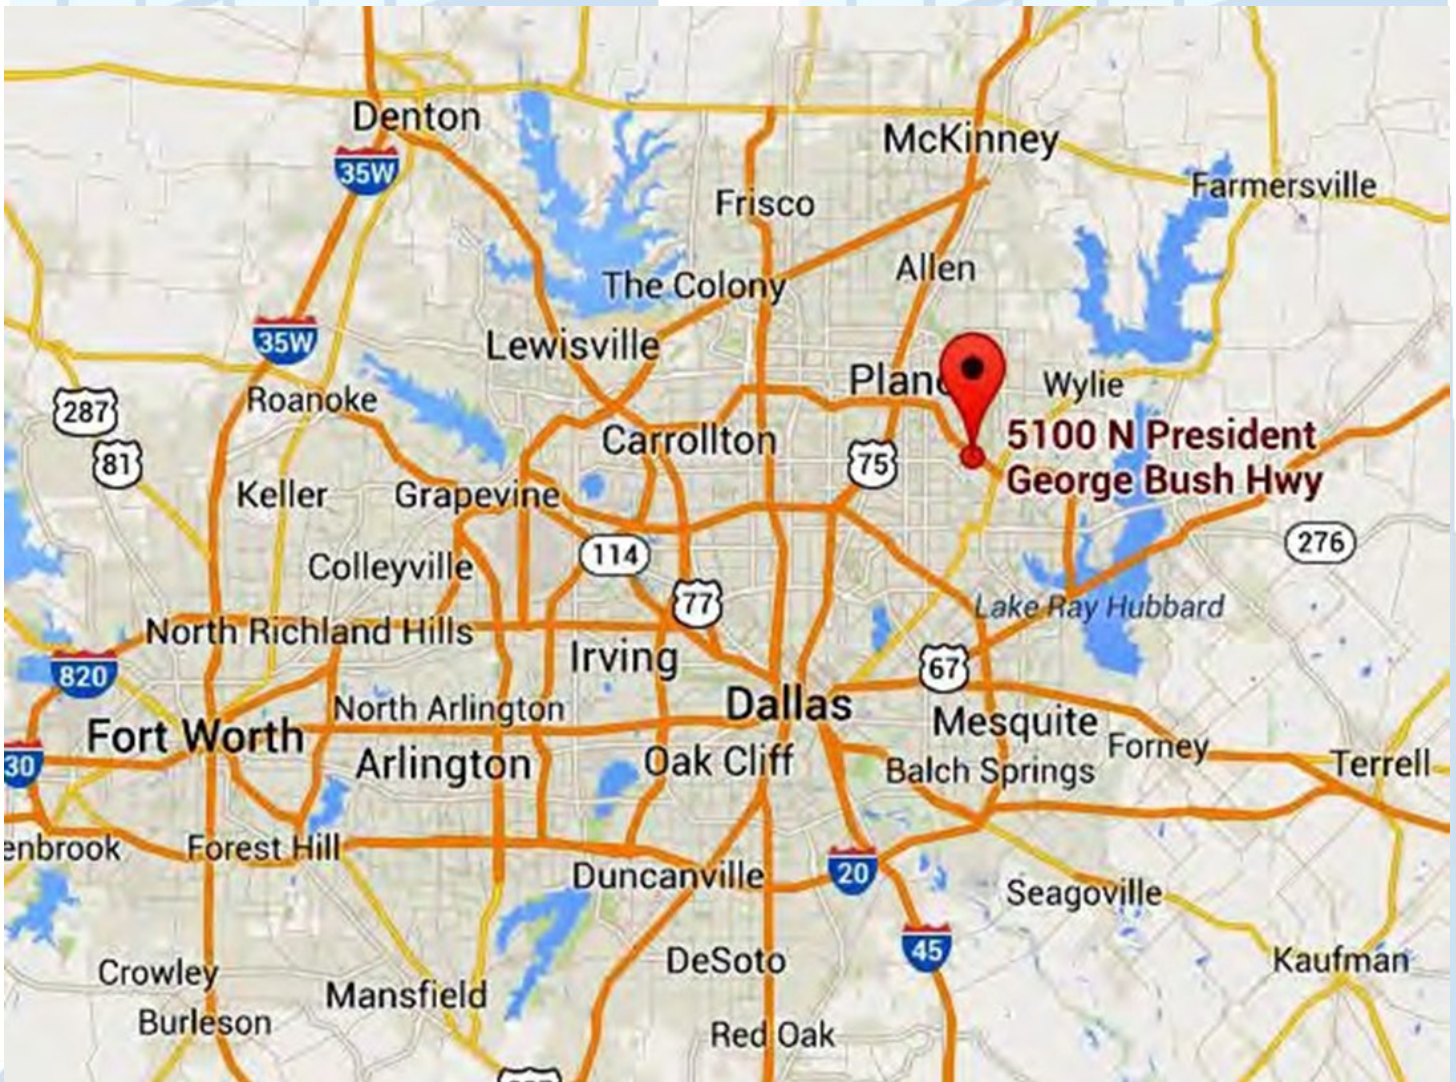 Denton
McKinney
35W
Farmersville
Frisco
Allen
The Colony
35W
Lewisville
Roanoke
Wylie
287
Carrollton
5100 N President
George Bush Hwy
81
75
Keller
Grapevine
114
276
Colleyville
77
Lake Ray Hubbard
North Richland Hills
Irving
820
67
North Arlington
Dallas
Fort Worth
Mesquite
Forney
30
Arlington
Oak Cliff
Balch Springs
Terrell
enbrook
Forest Hill
Duncanville
20
Seagoville
45
DeSoto
Kaufman
Crowley
Mansfield
Burleson
Red Oak